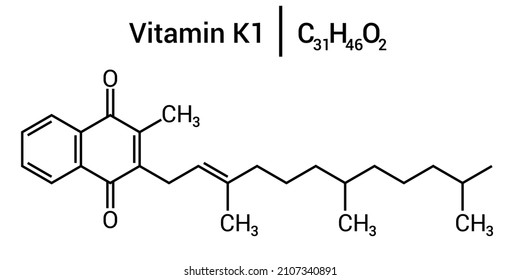 Vitamin K1 | C₃₁H₄₆O₂
O
CH₃
O
CH₃
CH₃
CH₃
shutterstock.com · 2107340891